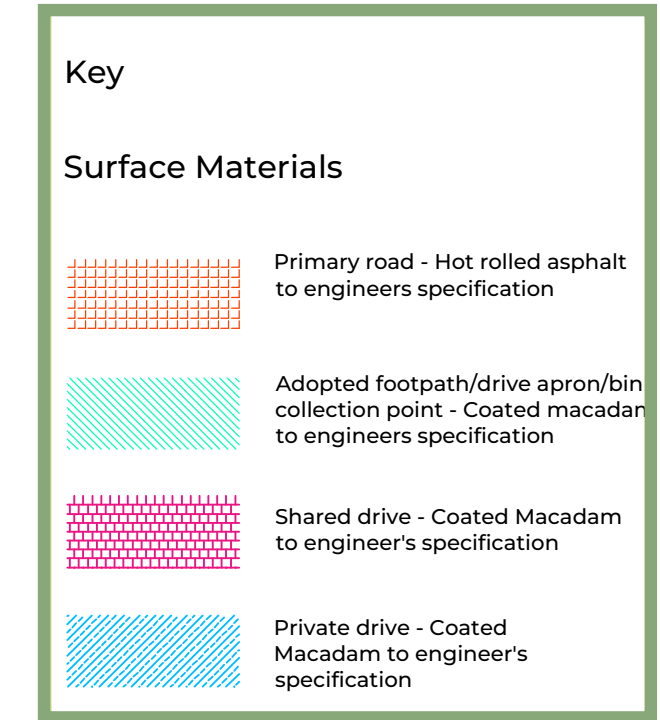 Key
Surface Materials
Primary road - Hot rolled asphalt
to engineers specification
Adopted footpath/drive apron/bin
collection point - Coated macadam
to engineers specification
Shared drive - Coated Macadam
to engineer's specification
Private drive - Coated
Macadam to engineer's
specification